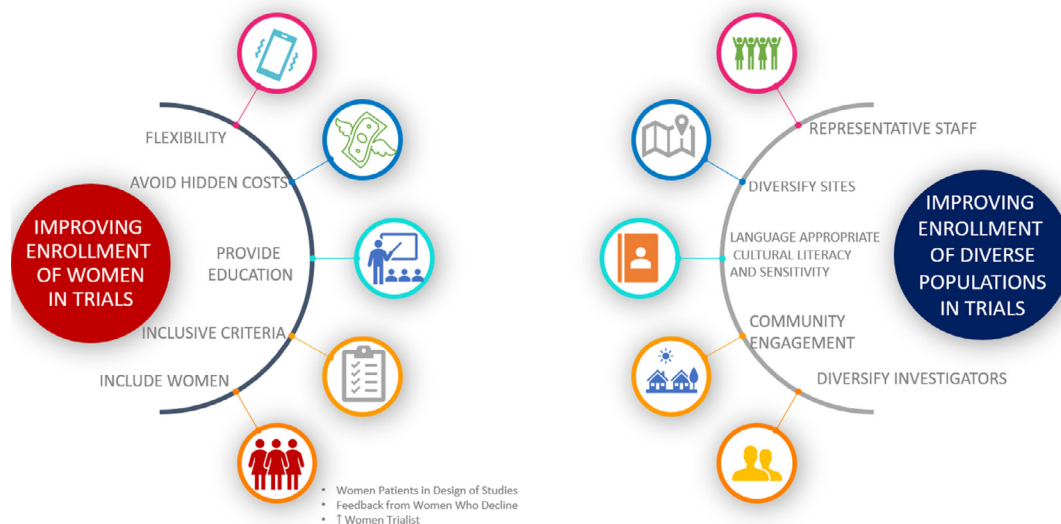 FLEXIBILITY
AVOID HIDDEN COSTS
IMPROVING
ENROLLMENT
OF WOMEN
IN TRIALS
PROVIDE
EDUCATION
INCLUSIVE CRITERIA
INCLUDE WOMEN
• Women Patients in Design of Studies
• Feedback from Women Who Decline
• ↑ Women Trialist
REPRESENTATIVE STAFF
DIVERSIFY SITES
LANGUAGE APPROPRIATE
CULTURAL LITERACY
AND SENSITIVITY
COMMUNITY
ENGAGEMENT
DIVERSIFY INVESTIGATORS
IMPROVING
ENROLLMENT
OF DIVERSE
POPULATIONS
IN TRIALS